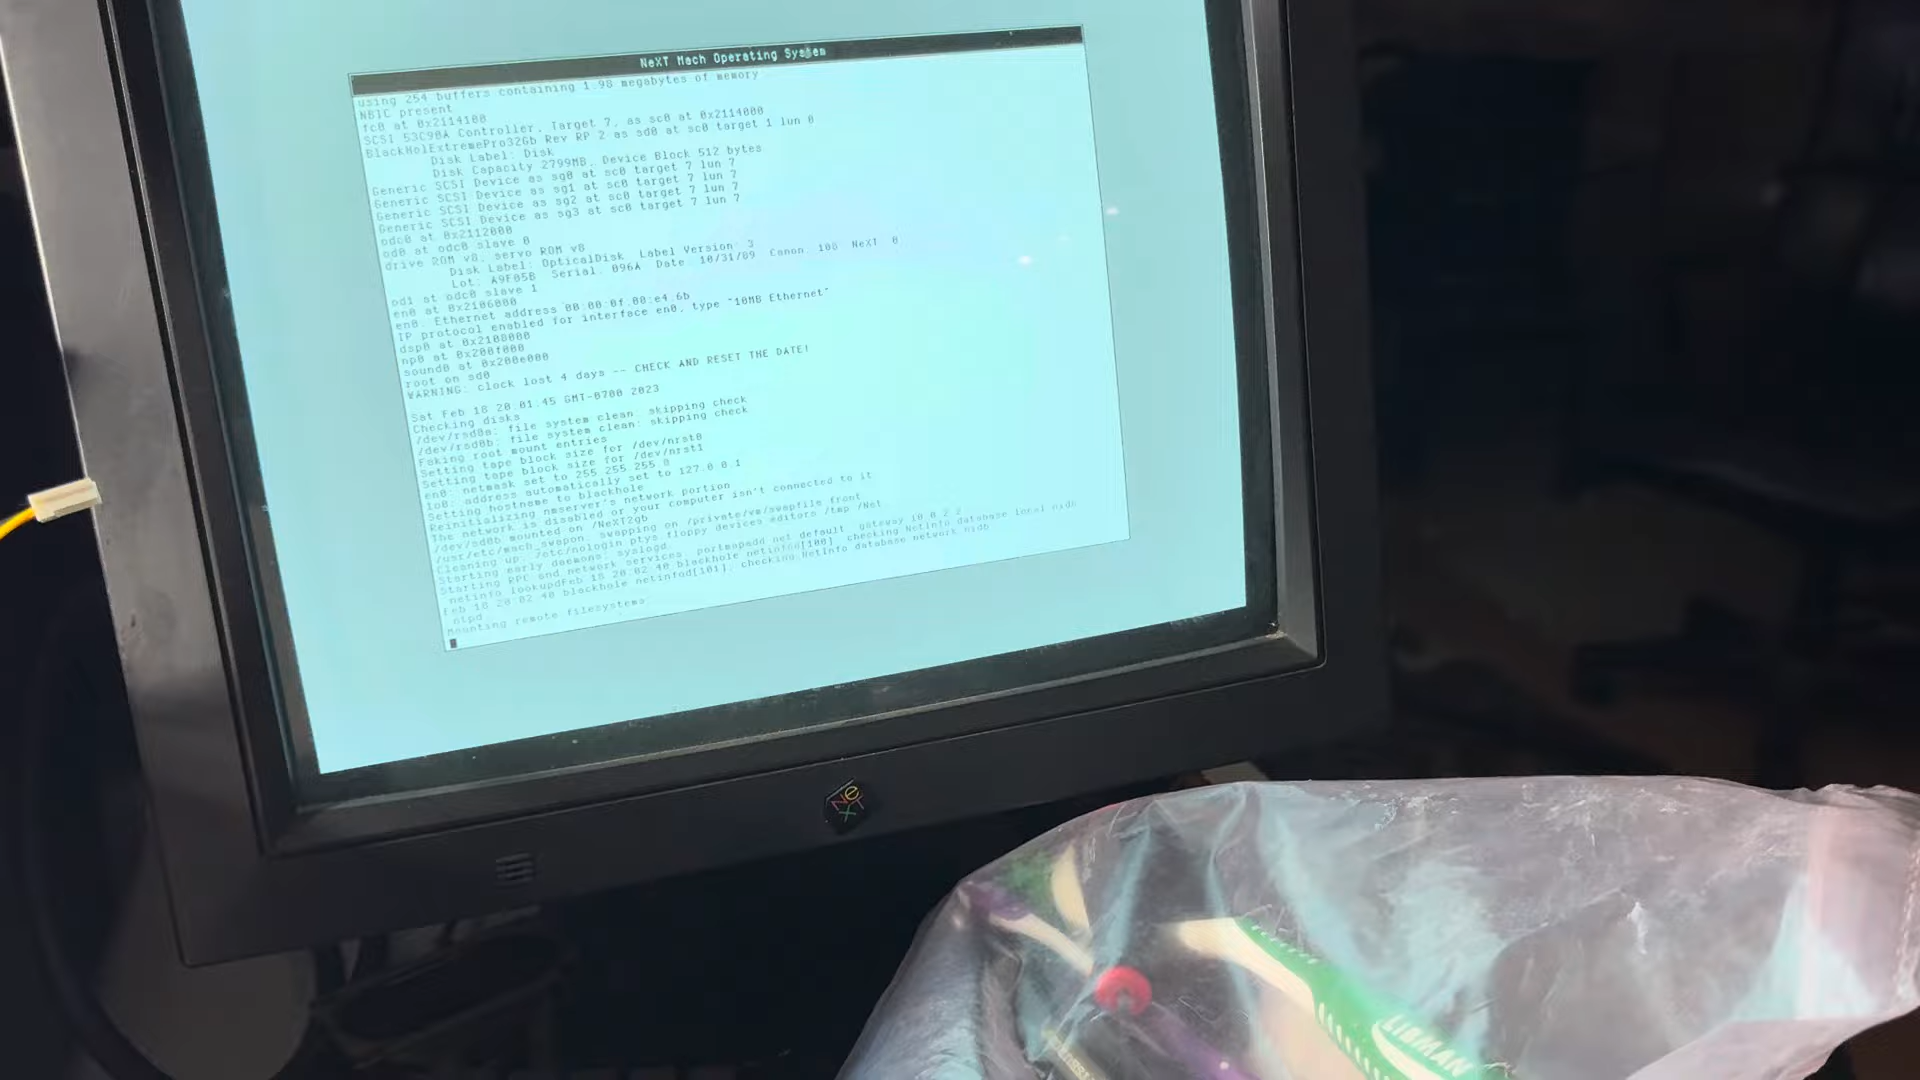 NeXT Mach Operating System
using 254 buffers containing 1.98 megabytes of memory
NBIC present
fc0 at 0x2114100
SCSI 53C90A Controller, Target 7, as sc0 at 0x2114000
BlackHolExtremePro32Gb Rev RP 2 as sd0 at sc0 target 1 lun 0
Disk Label: Disk
Disk Capacity 2799MB, Device Block 512 bytes
Generic SCSI Device as sg0 at sc0 target 7 lun 7
Generic SCSI Device as sg1 at sc0 target 7 lun 7
Generic SCSI Device as sg2 at sc0 target 7 lun 7
Generic SCSI Device as sg3 at sc0 target 7 lun 7
odc0 at 0x2112000
od0 at odc0 slave 0
drive ROM v8, servo ROM v8
Disk Label: OpticalDisk Label Version: 3
Lot: A9F05B Serial: 096A Date: 10/31/89 Canon: 108 NeXT: 0
od1 at odc0 slave 1
en0 at 0x2106000
en0: Ethernet address 00:00:0f:00:e4:6b
IP protocol enabled for interface en0, type "10MB Ethernet"
dsp0 at 0x2108000
np0 at 0x200f000
sound0 at 0x200e000
root on sd0
WARNING: clock lost 4 days -- CHECK AND RESET THE DATE!
Sat Feb 18 20:01:45 GMT-0700 2023
Checking disks
/dev/rsd0a: file system clean: skipping check
/dev/rsd0b: file system clean: skipping check
Faking root mount entries
Setting tape block size for /dev/nrst0
Setting tape block size for /dev/nrst1
en0: netmask set to 255.255.255.0
lo0: address automatically set to 127.0.0.1
Setting hostname to blackhole
Reinitializing nmserver's network portion
The network is disabled or your computer isn't connected to it
/dev/sd0b mounted on /NeXT2gb
/usr/etc/mach_swapon: swapping on /private/vm/swapfile.front
Cleaning up: /etc/nologin ptys floppy devices editors /tmp /Net.
Starting early daemons: syslogd.
Starting RPC and network services: portmap add net default: gateway 10.0.2.2
netinfo lookupd Feb 18 20:02:40 blackhole netinfod[100]: checking NetInfo database local.nidb
Feb 18 20:02:40 blackhole netinfod[101]: checking NetInfo database network.nidb
ntpd
Mounting remote filesystems
NeXT
LIBMAN